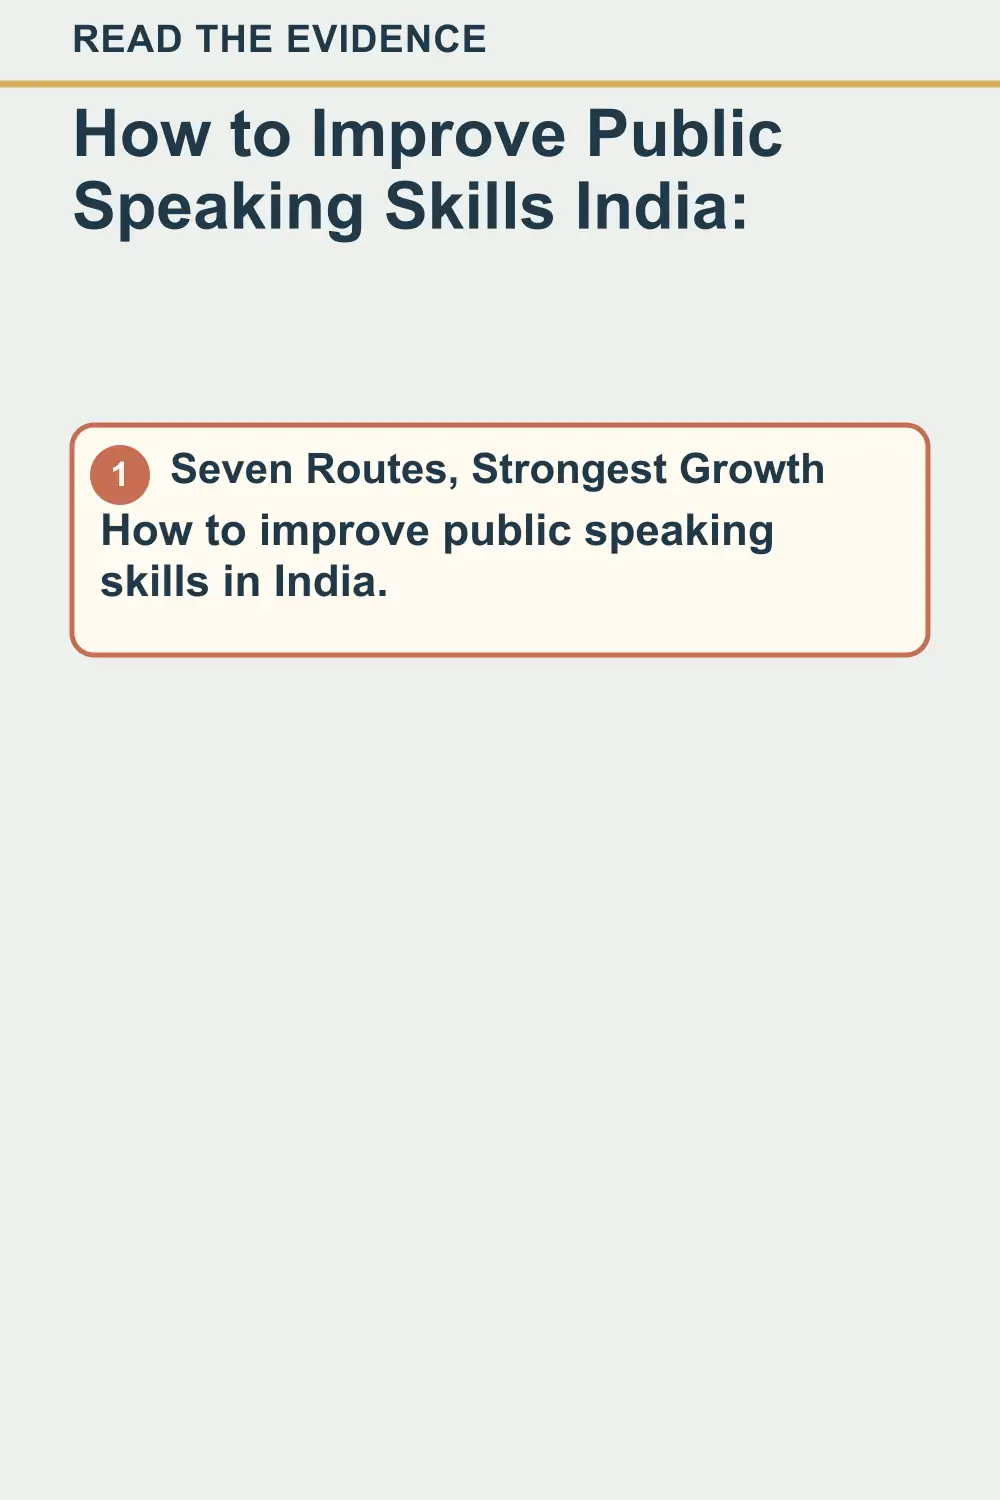 READ THE EVIDENCE
How to Improve Public
Speaking Skills India:
1 Seven Routes, Strongest Growth
How to improve public speaking
skills in India.